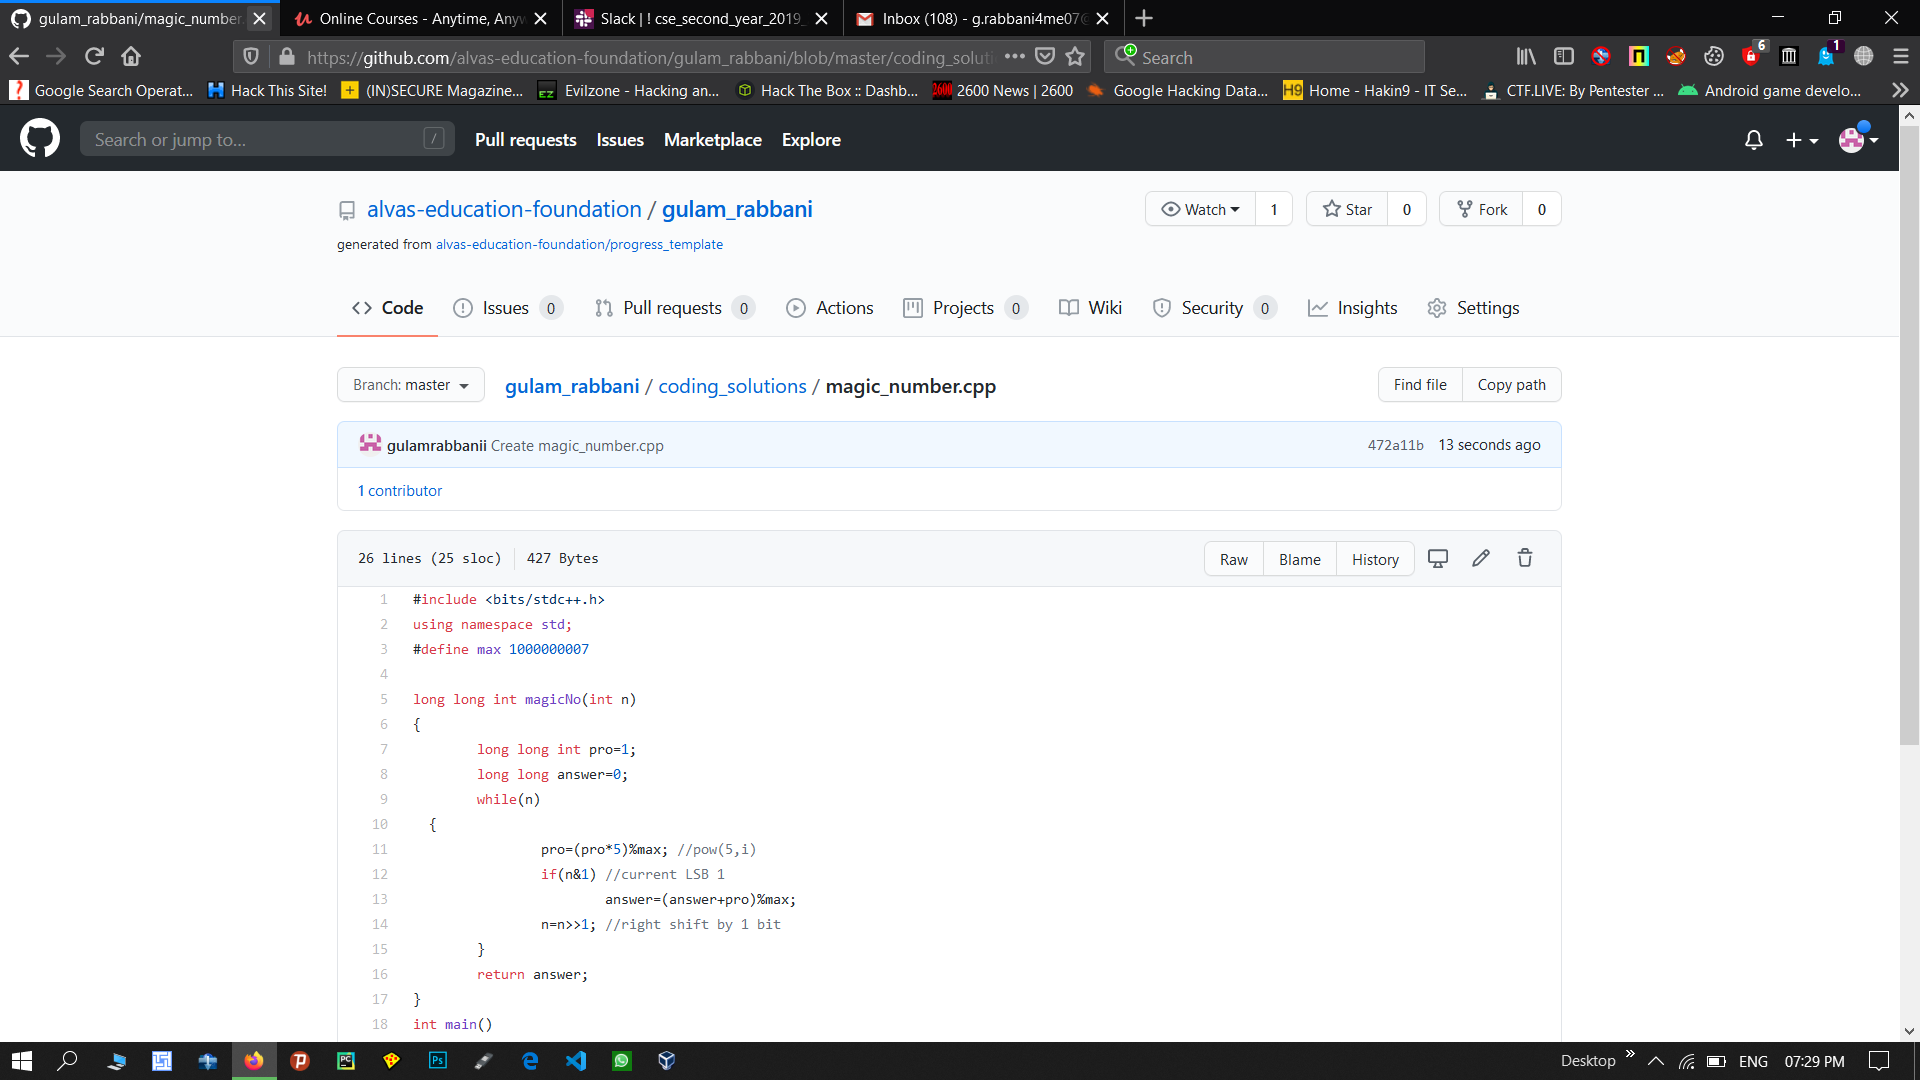 gulam_rabbani/magic_number.
Online Courses - Anytime, Any
Slack | ! cse_second_year_2019_
Inbox (108) - g.rabbani4me07@
https://github.com/alvas-education-foundation/gulam_rabbani/blob/master/coding_soluti
Search
6
1
Google Search Operat...
Hack This Site!
(IN)SECURE Magazine...
Evilzone - Hacking an...
Hack The Box :: Dashb...
2600 News | 2600
Google Hacking Data...
H9 Home - Hakin9 - IT Se...
CTF.LIVE: By Pentester ...
Android game develo...
Search or jump to...
/
Pull requests
Issues
Marketplace
Explore
alvas-education-foundation / gulam_rabbani
Watch 1
Star 0
Fork 0
generated from alvas-education-foundation/progress_template
Code
Issues 0
Pull requests 0
Actions
Projects 0
Wiki
Security 0
Insights
Settings
Branch: master
gulam_rabbani / coding_solutions / magic_number.cpp
Find file
Copy path
gulamrabbanii Create magic_number.cpp
472a11b 13 seconds ago
1 contributor
26 lines (25 sloc) | 427 Bytes
Raw
Blame
History
1 #include <bits/stdc++.h>
2 using namespace std;
3 #define max 1000000007
4
5 long long int magicNo(int n)
6 {
7 long long int pro=1;
8 long long answer=0;
9 while(n)
10 {
11 pro=(pro*5)%max; //pow(5,i)
12 if(n&1) //current LSB 1
13 answer=(answer+pro)%max;
14 n=n>>1; //right shift by 1 bit
15 }
16 return answer;
17 }
18 int main()
Desktop
ENG
07:29 PM